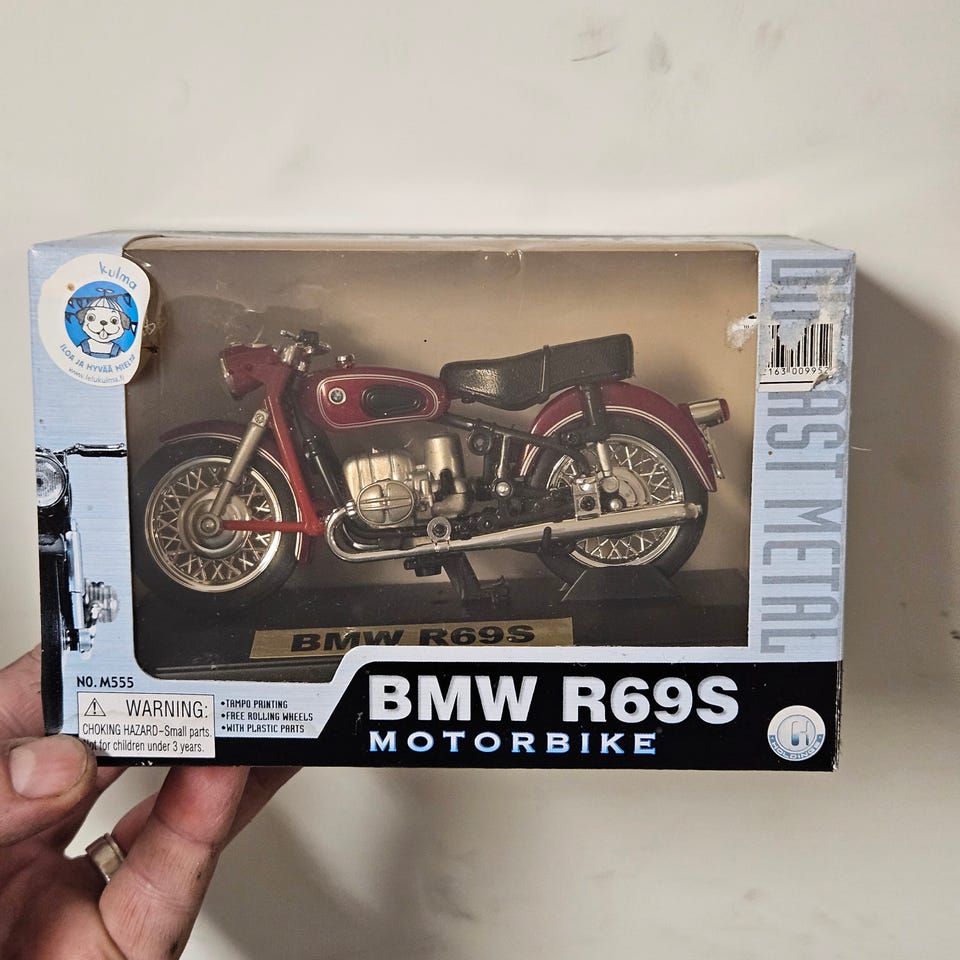 kulma
ILOA JA HYVÄÄ MIELTÄ
www.lelukulma.fi
DIE CAST METAL
BMW R69S
NO. M555
WARNING:
CHOKING HAZARD-Small parts.
Not for children under 3 years.
•TAMPO PRINTING
•FREE ROLLING WHEELS
•WITH PLASTIC PARTS
BMW R69S
MOTORBIKE
HOLDINGS